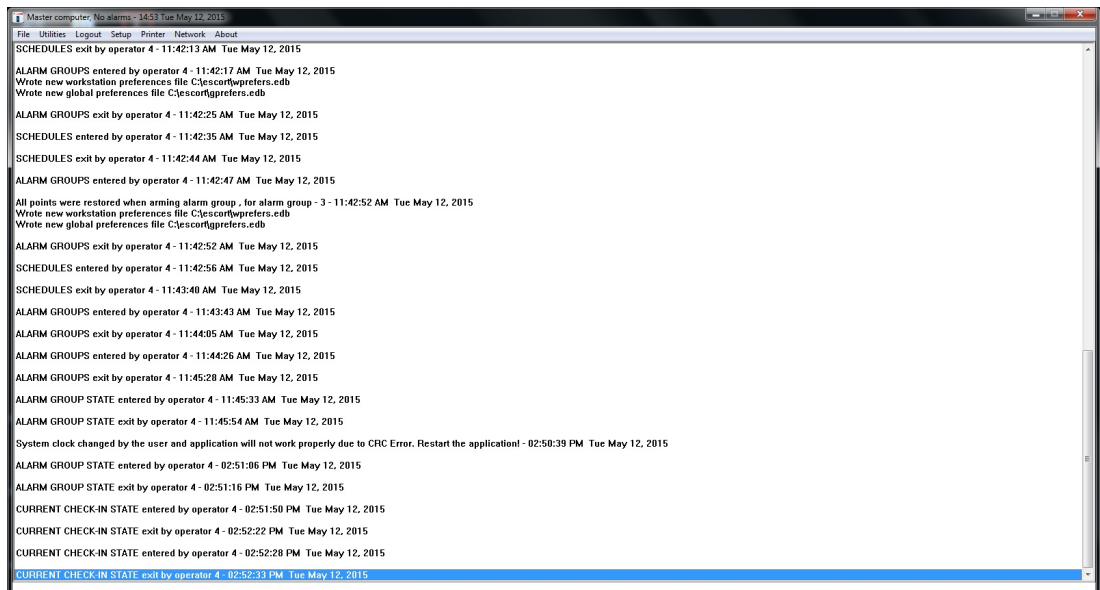 Master computer, No alarms - 14:53 Tue May 12, 2015
File Utilities Logout Setup Printer Network About
SCHEDULES exit by operator 4 - 11:42:13 AM Tue May 12, 2015
ALARM GROUPS entered by operator 4 - 11:42:17 AM Tue May 12, 2015
Wrote new workstation preferences file C:\escort\wprefers.edb
Wrote new global preferences file C:\escort\gprefers.edb
ALARM GROUPS exit by operator 4 - 11:42:25 AM Tue May 12, 2015
SCHEDULES entered by operator 4 - 11:42:35 AM Tue May 12, 2015
SCHEDULES exit by operator 4 - 11:42:44 AM Tue May 12, 2015
ALARM GROUPS entered by operator 4 - 11:42:47 AM Tue May 12, 2015
All points were restored when arming alarm group , for alarm group - 3 - 11:42:52 AM Tue May 12, 2015
Wrote new workstation preferences file C:\escort\wprefers.edb
Wrote new global preferences file C:\escort\gprefers.edb
ALARM GROUPS exit by operator 4 - 11:42:52 AM Tue May 12, 2015
SCHEDULES entered by operator 4 - 11:42:56 AM Tue May 12, 2015
SCHEDULES exit by operator 4 - 11:43:40 AM Tue May 12, 2015
ALARM GROUPS entered by operator 4 - 11:43:43 AM Tue May 12, 2015
ALARM GROUPS exit by operator 4 - 11:44:05 AM Tue May 12, 2015
ALARM GROUPS entered by operator 4 - 11:44:26 AM Tue May 12, 2015
ALARM GROUPS exit by operator 4 - 11:45:28 AM Tue May 12, 2015
ALARM GROUP STATE entered by operator 4 - 11:45:33 AM Tue May 12, 2015
ALARM GROUP STATE exit by operator 4 - 11:45:54 AM Tue May 12, 2015
System clock changed by the user and application will not work properly due to CRC Error. Restart the application! - 02:50:39 PM Tue May 12, 2015
ALARM GROUP STATE entered by operator 4 - 02:51:06 PM Tue May 12, 2015
ALARM GROUP STATE exit by operator 4 - 02:51:16 PM Tue May 12, 2015
CURRENT CHECK-IN STATE entered by operator 4 - 02:51:50 PM Tue May 12, 2015
CURRENT CHECK-IN STATE exit by operator 4 - 02:52:22 PM Tue May 12, 2015
CURRENT CHECK-IN STATE entered by operator 4 - 02:52:28 PM Tue May 12, 2015
CURRENT CHECK-IN STATE exit by operator 4 - 02:52:33 PM Tue May 12, 2015